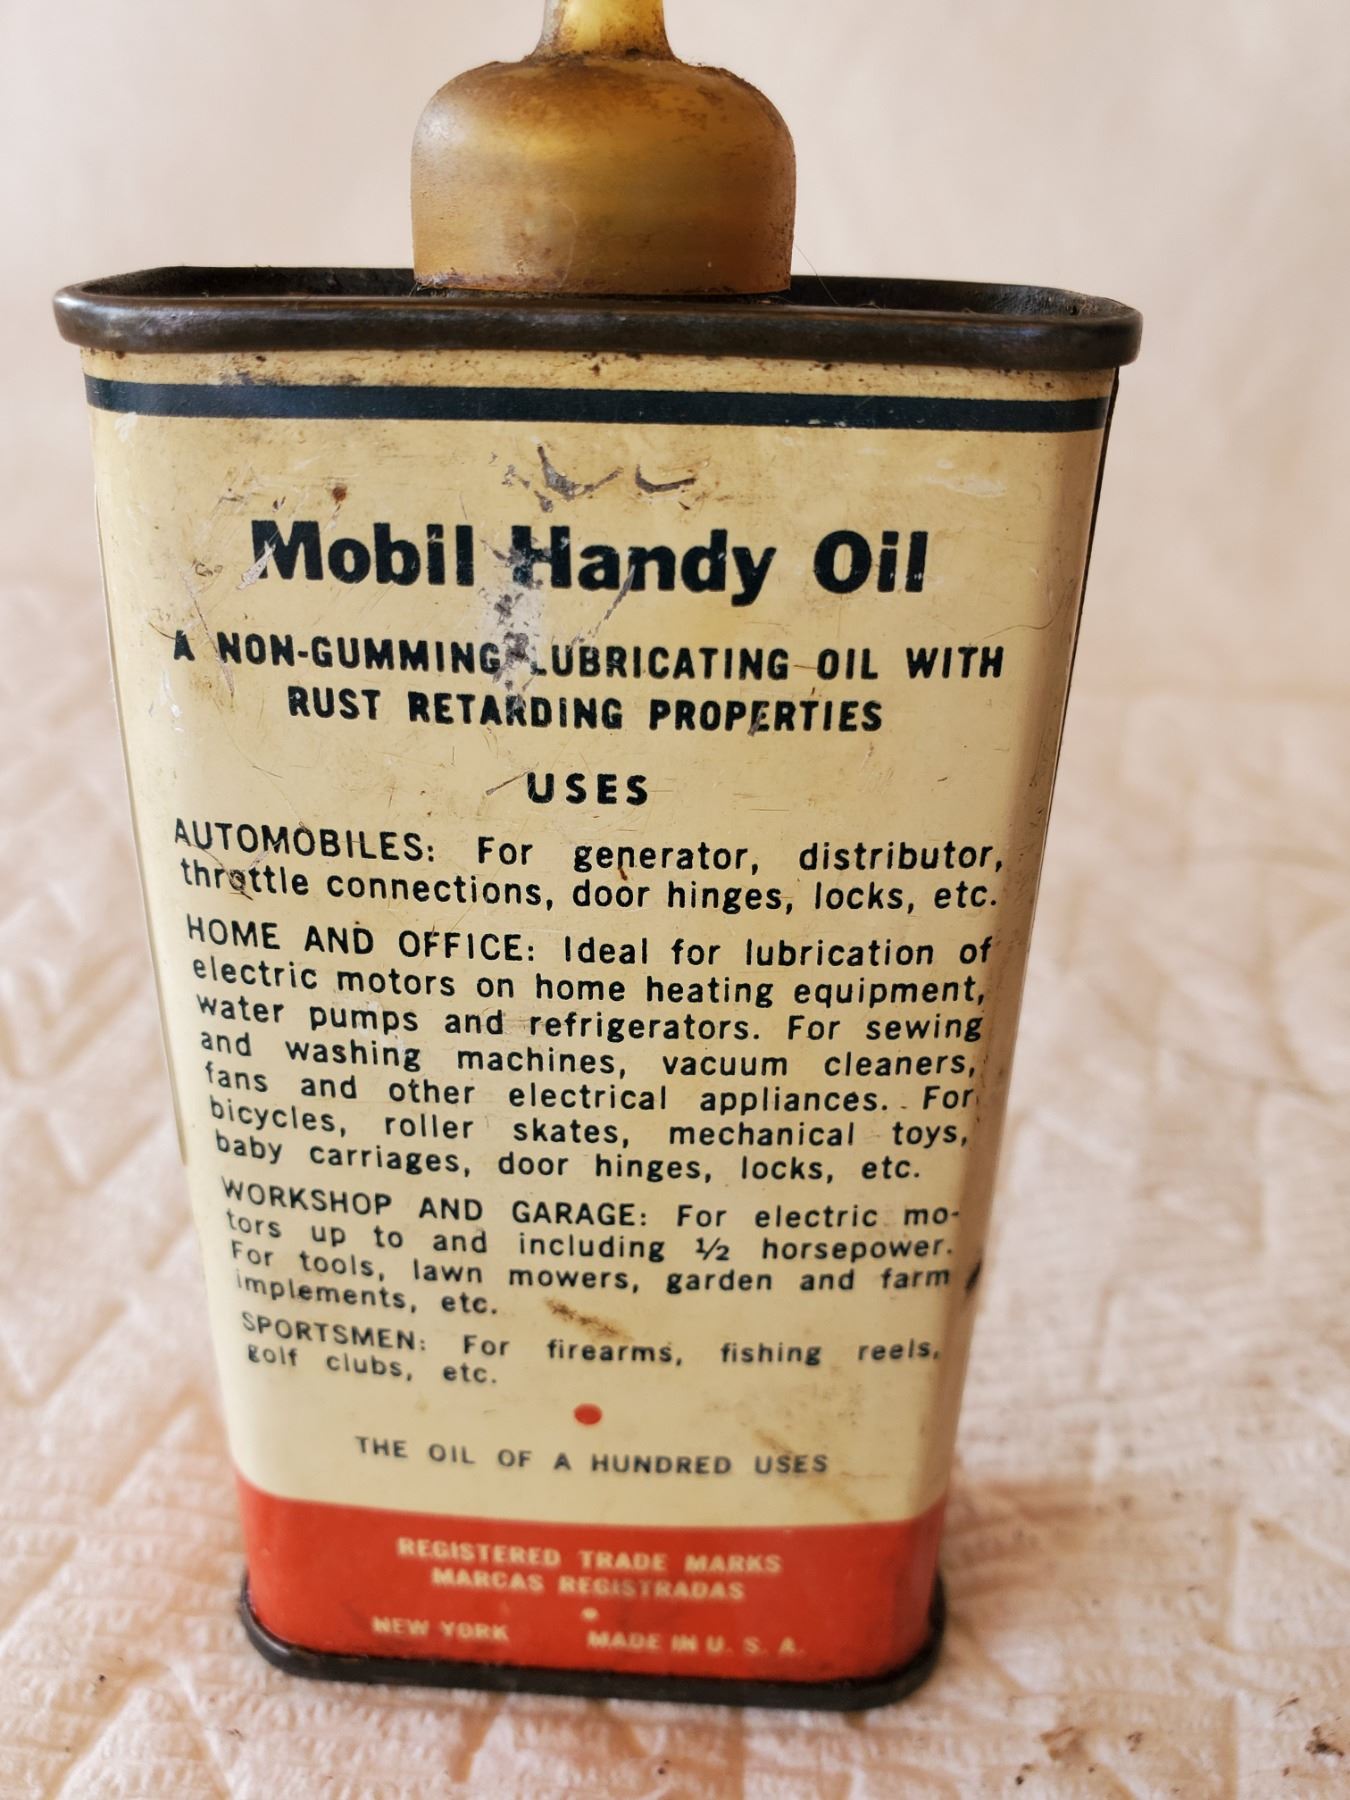 Mobil Handy Oil
A NON-GUMMING LUBRICATING OIL WITH
RUST RETARDING PROPERTIES
USES
AUTOMOBILES: For generator, distributor,
throttle connections, door hinges, locks, etc.
HOME AND OFFICE: Ideal for lubrication of
electric motors on home heating equipment,
water pumps and refrigerators. For sewing
and washing machines, vacuum cleaners,
fans and other electrical appliances. For
bicycles, roller skates, mechanical toys,
baby carriages, door hinges, locks, etc.
WORKSHOP AND GARAGE: For electric mo-
tors up to and including ½ horsepower.
For tools, lawn mowers, garden and farm
implements, etc.
SPORTSMEN: For firearms, fishing reels,
golf clubs, etc.
THE OIL OF A HUNDRED USES
REGISTERED TRADE MARKS
MARCAS REGISTRADAS
NEW YORK MADE IN U. S. A.